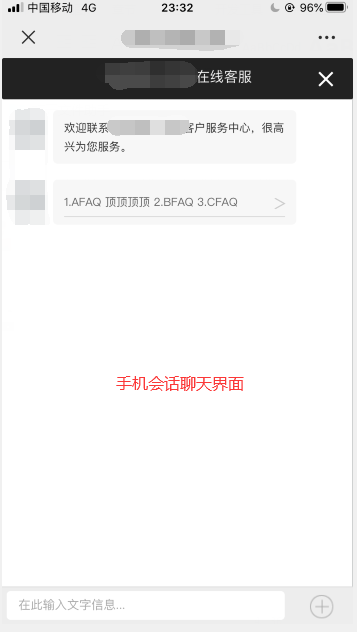 中国移动 4G 23:32 96%
在线客服
欢迎联系 客户服务中心，很高
兴为您服务。
1.AFAQ 顶顶顶顶 2.BFAQ 3.CFAQ
手机会话聊天界面
在此输入文字信息...